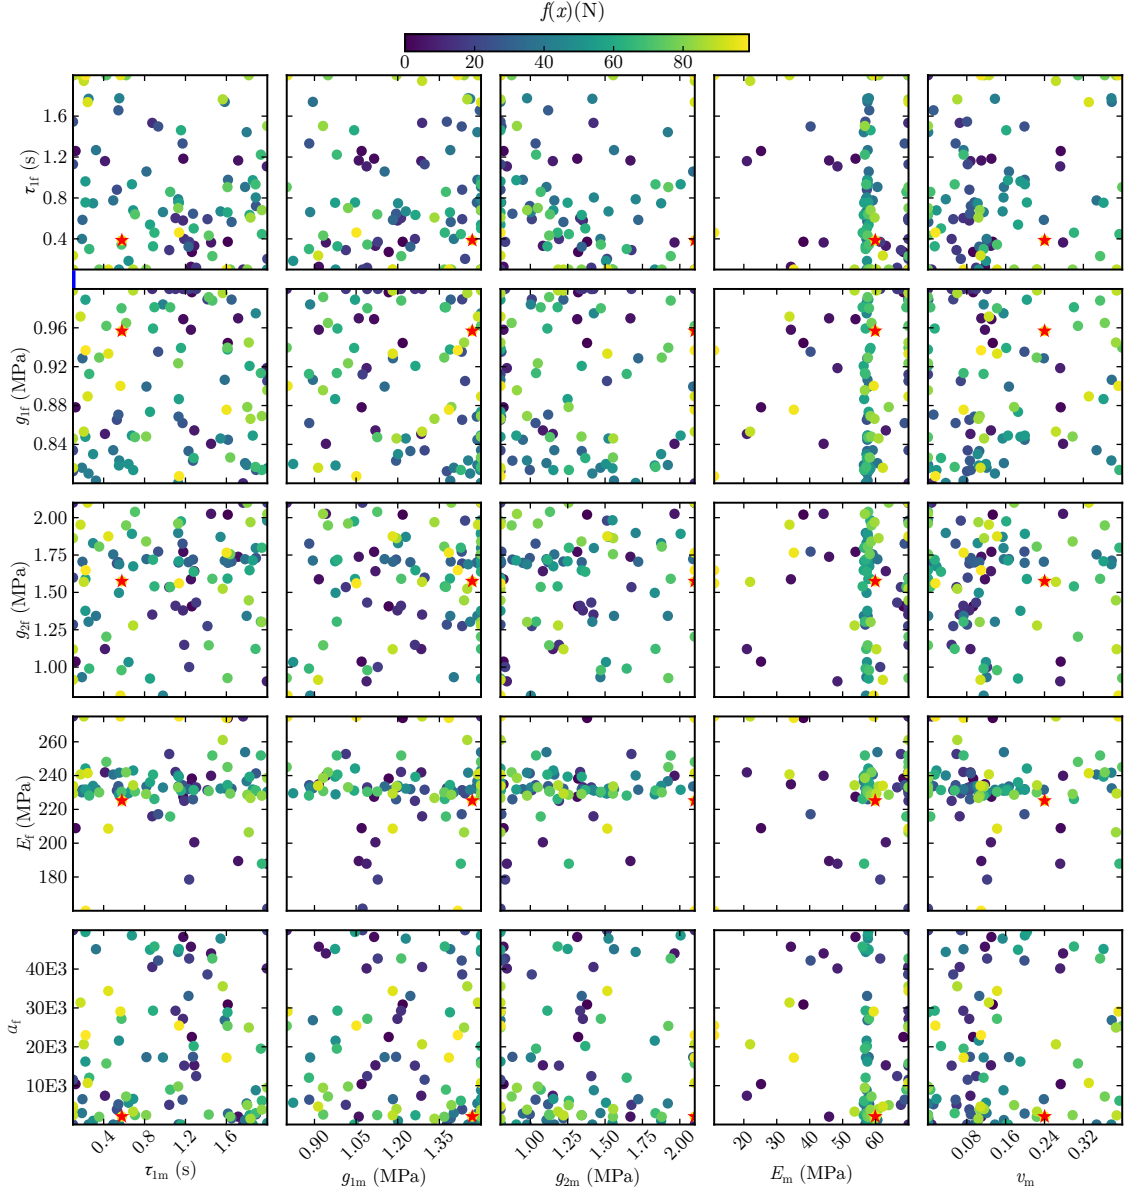 f(x)(N)
0 20 40 60 80
τ1f (s)
1.6
1.2
0.8
0.4
g1f (MPa)
0.96
0.92
0.88
0.84
g2f (MPa)
2.00
1.75
1.50
1.25
1.00
Ef (MPa)
260
240
220
200
180
af
40E3
30E3
20E3
10E3
0.4 0.8 1.2 1.6 0.90 1.05 1.20 1.35 1.00 1.25 1.50 1.75 2.00 20 30 40 50 60 0.08 0.16 0.24 0.32
τ1m (s) g1m (MPa) g2m (MPa) Em (MPa) νm